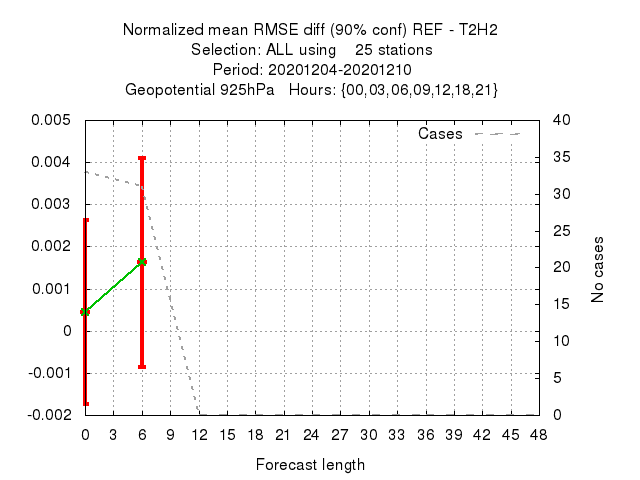 Normalized mean RMSE diff (90% conf) REF - T2H2
Selection: ALL using    25 stations
Period: 20201204-20201210
Geopotential 925hPa   Hours: {00,03,06,09,12,18,21}
Cases
0.005
0.004
0.003
0.002
0.001
0
-0.001
-0.002
40
35
30
25
20
15
10
5
0
No cases
0 3 6 9 12 15 18 21 24 27 30 33 36 39 42 45 48
Forecast length